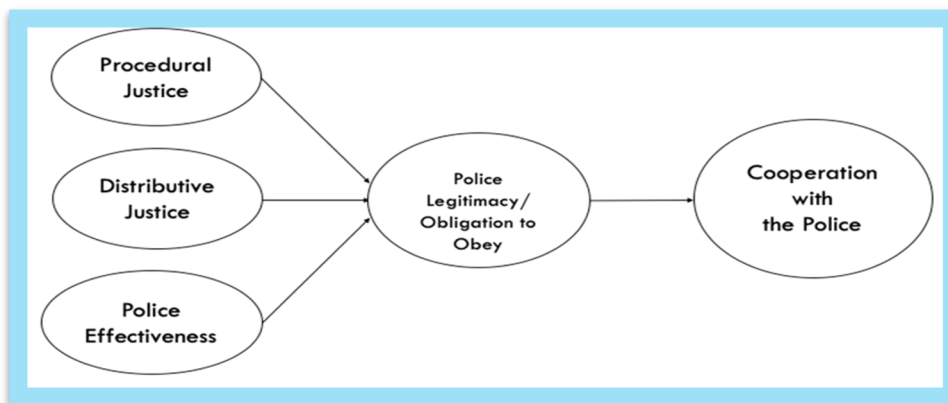 Procedural
Justice
Distributive
Justice
Police
Effectiveness
Police
Legitimacy/
Obligation to
Obey
Cooperation
with
the Police